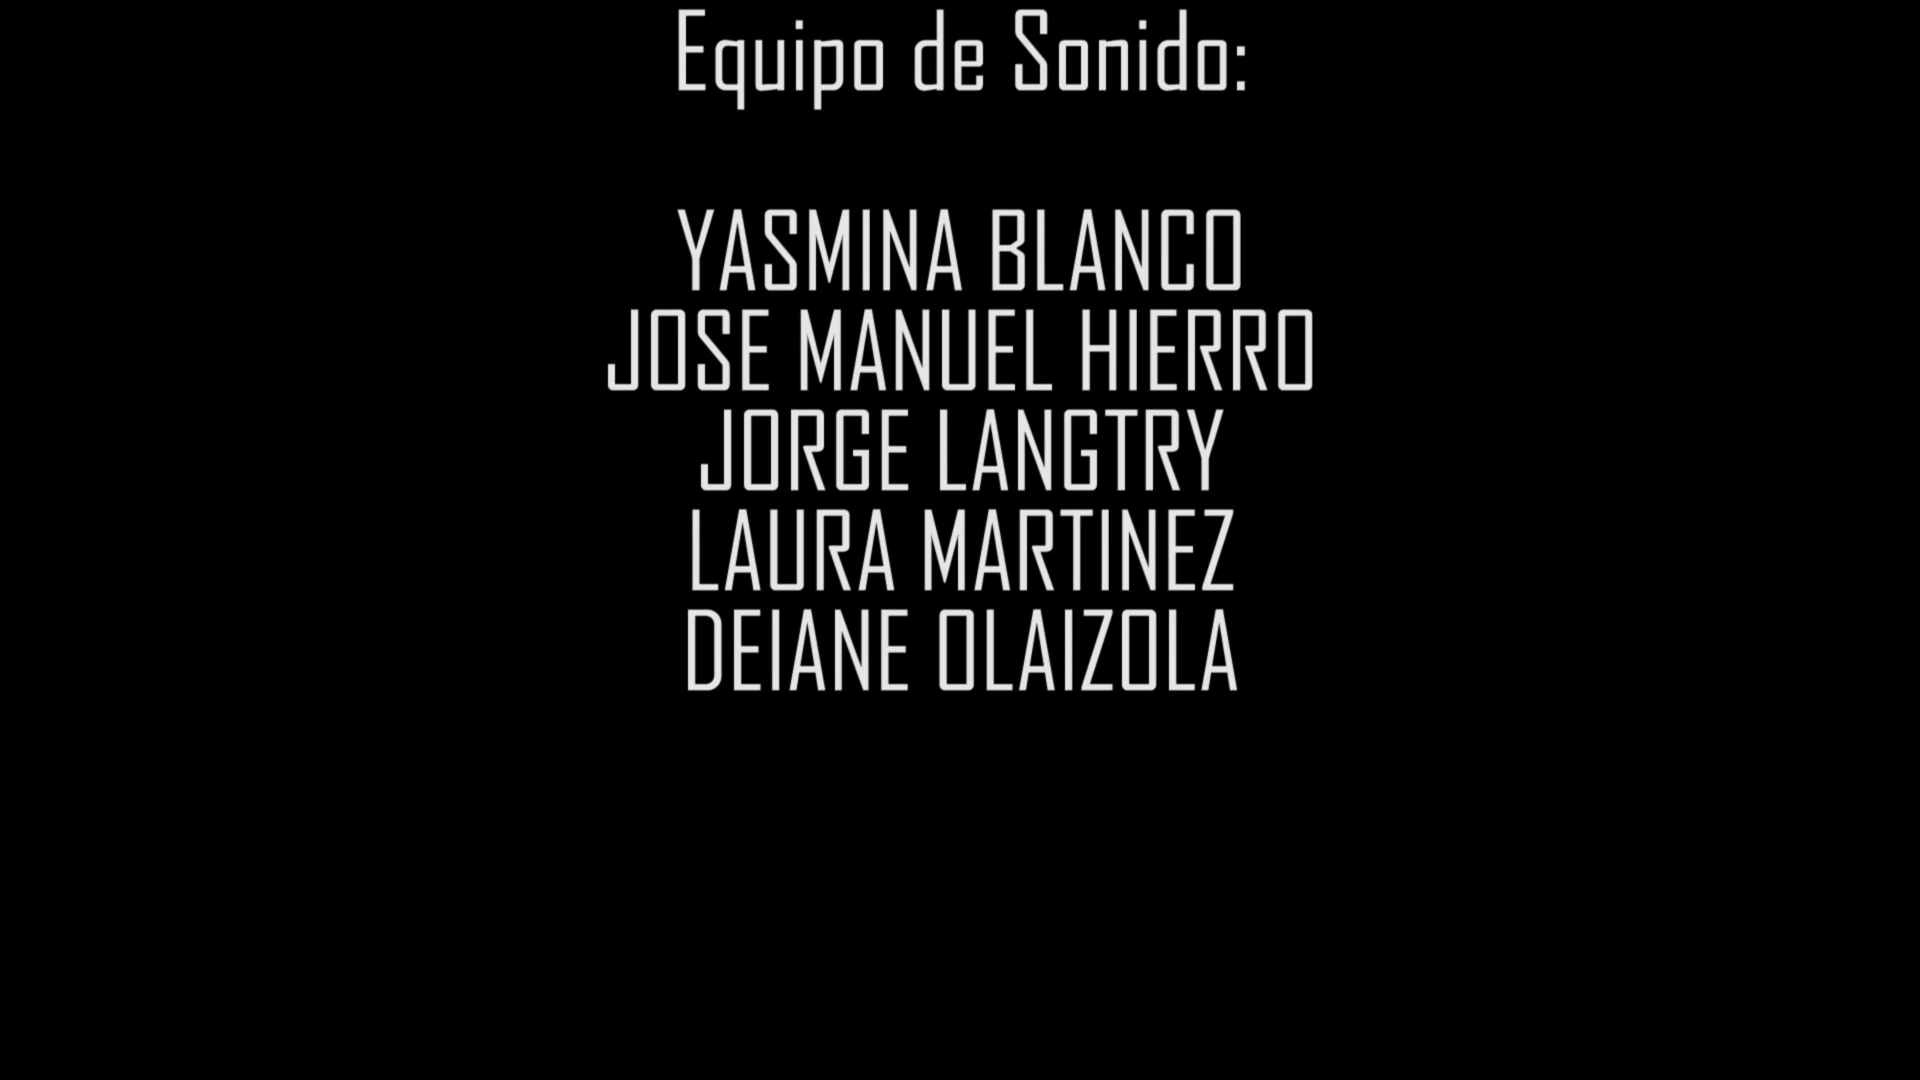 Equipo de Sonido:
YASMINA BLANCO
JOSE MANUEL HIERRO
JORGE LANGTRY
LAURA MARTINEZ
DEIANE OLAIZOLA